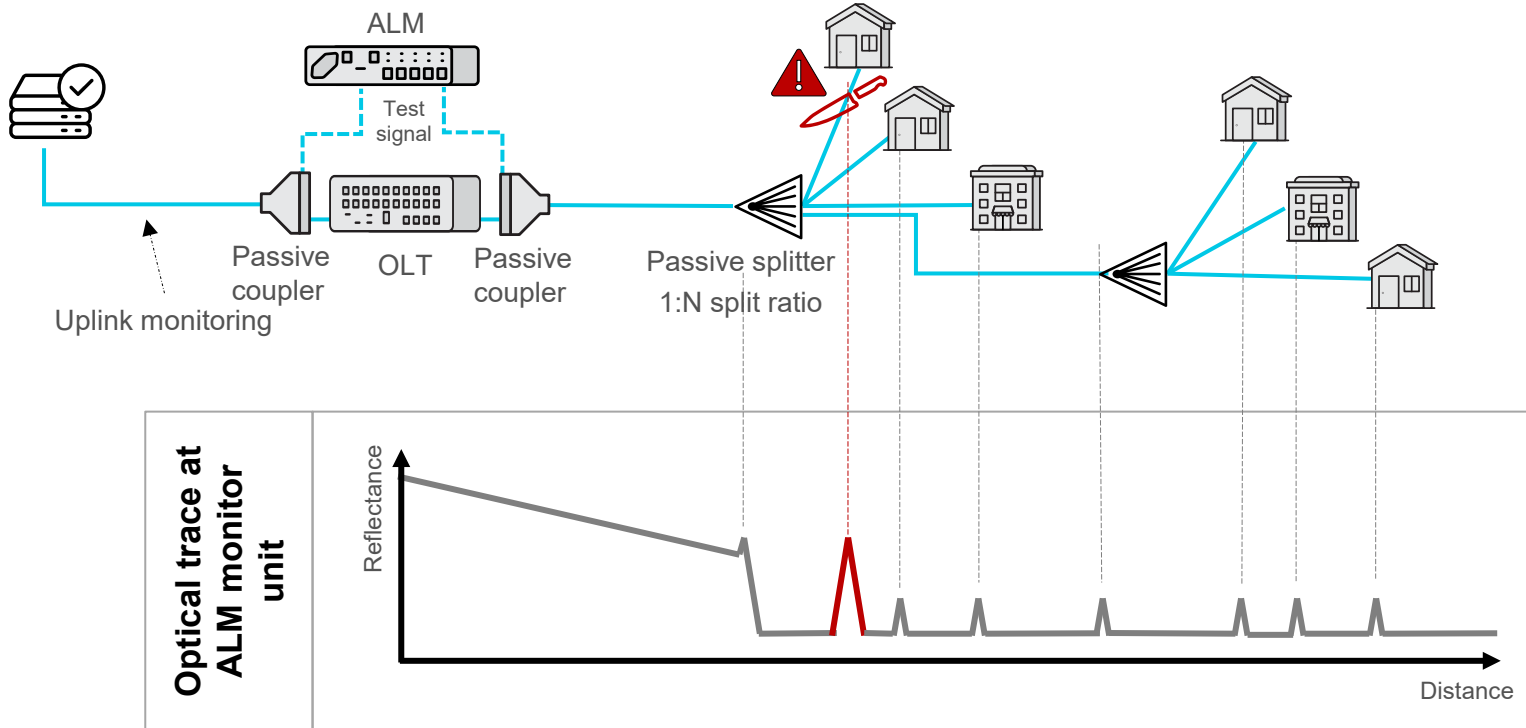 ALM
Test
signal
Passive
coupler
OLT
Passive
coupler
Passive splitter
1:N split ratio
Uplink monitoring
Optical trace at
ALM monitor
unit
Reflectance
Distance